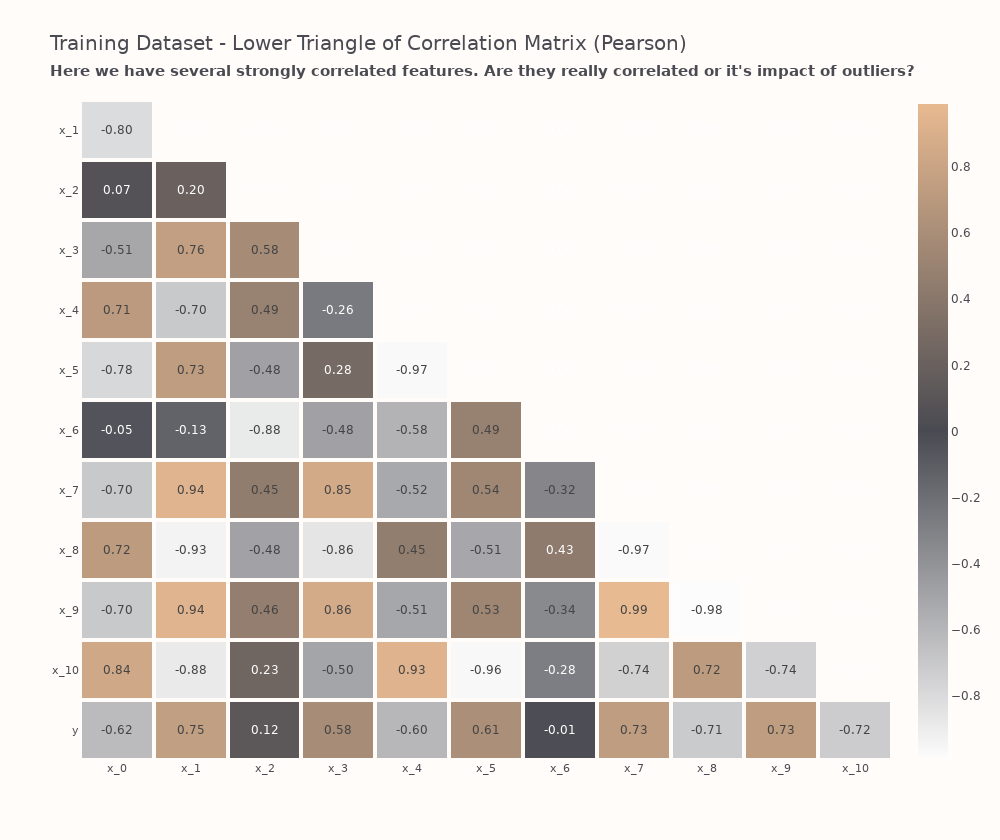 Training Dataset - Lower Triangle of Correlation Matrix (Pearson)
Here we have several strongly correlated features. Are they really correlated or it's impact of outliers?
x_1 -0.80
x_2 0.07 0.20
x_3 -0.51 0.76 0.58
x_4 0.71 -0.70 0.49 -0.26
x_5 -0.78 0.73 -0.48 0.28 -0.97
x_6 -0.05 -0.13 -0.88 -0.48 -0.58 0.49
x_7 -0.70 0.94 0.45 0.85 -0.52 0.54 -0.32
x_8 0.72 -0.93 -0.48 -0.86 0.45 -0.51 0.43 -0.97
x_9 -0.70 0.94 0.46 0.86 -0.51 0.53 -0.34 0.99 -0.98
x_10 0.84 -0.88 0.23 -0.50 0.93 -0.96 -0.28 -0.74 0.72 -0.74
y -0.62 0.75 0.12 0.58 -0.60 0.61 -0.01 0.73 -0.71 0.73 -0.72
x_0 x_1 x_2 x_3 x_4 x_5 x_6 x_7 x_8 x_9 x_10
0.8
0.6
0.4
0.2
0
−0.2
−0.4
−0.6
−0.8